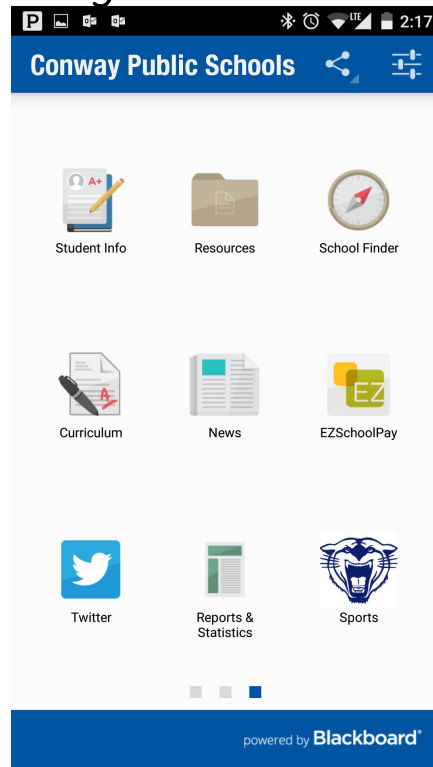 P LTE 2:17
Conway Public Schools
A+
Student Info
Resources
School Finder
A
Curriculum
News
EZ
EZSchoolPay
Twitter
Reports &
Statistics
Sports
powered by Blackboard®